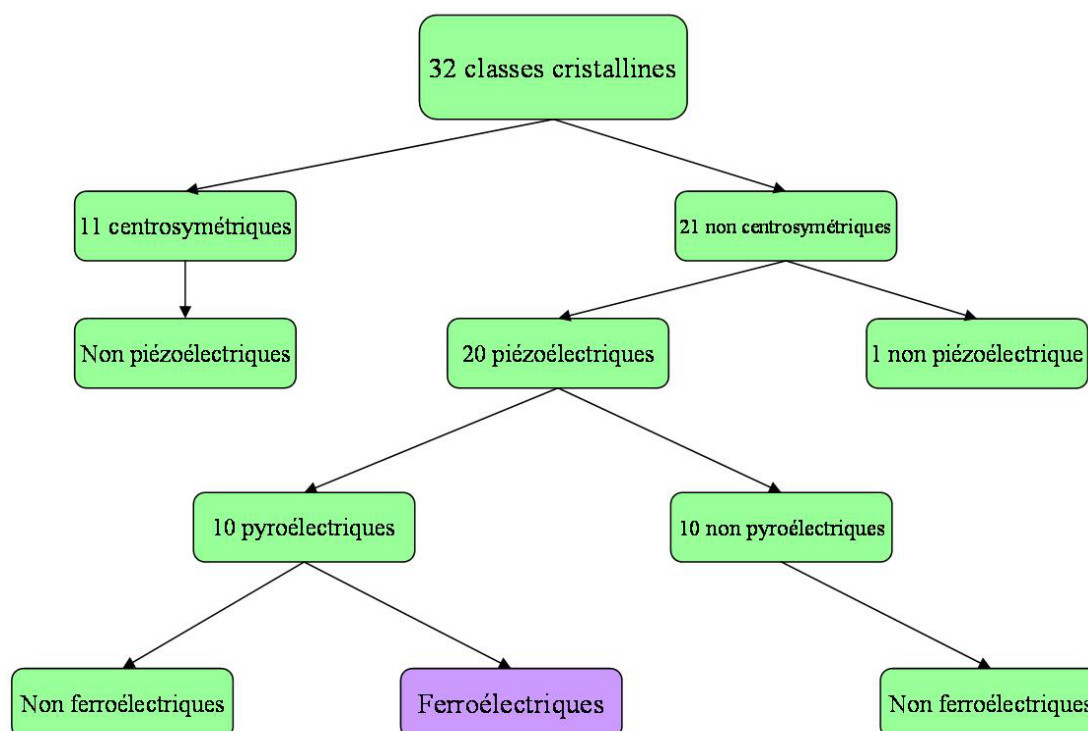 32 classes cristallines
11 centrosymétriques
21 non centrosymétriques
Non piézoélectriques
20 piézoélectriques
1 non piézoélectrique
10 pyroélectriques
10 non pyroélectriques
Non ferroélectriques
Ferroélectriques
Non ferroélectriques